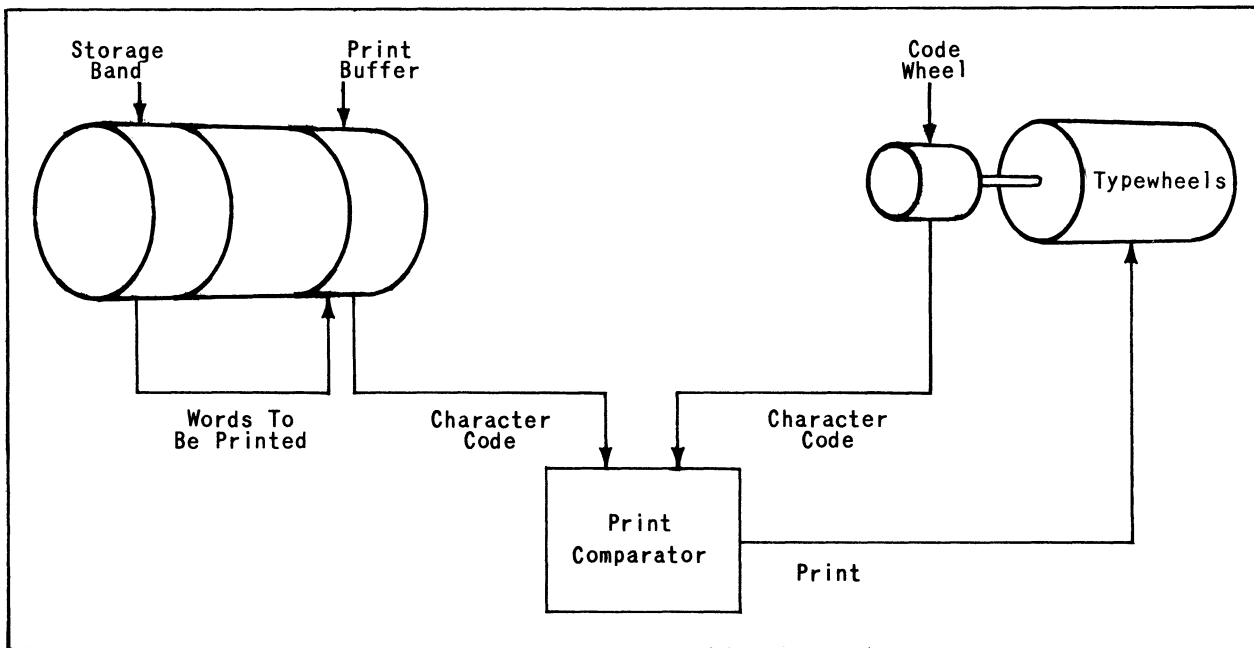 Storage
Band
Print
Buffer
Code
Wheel
Typewheels
Words To
Be Printed
Character
Code
Character
Code
Print
Comparator
Print